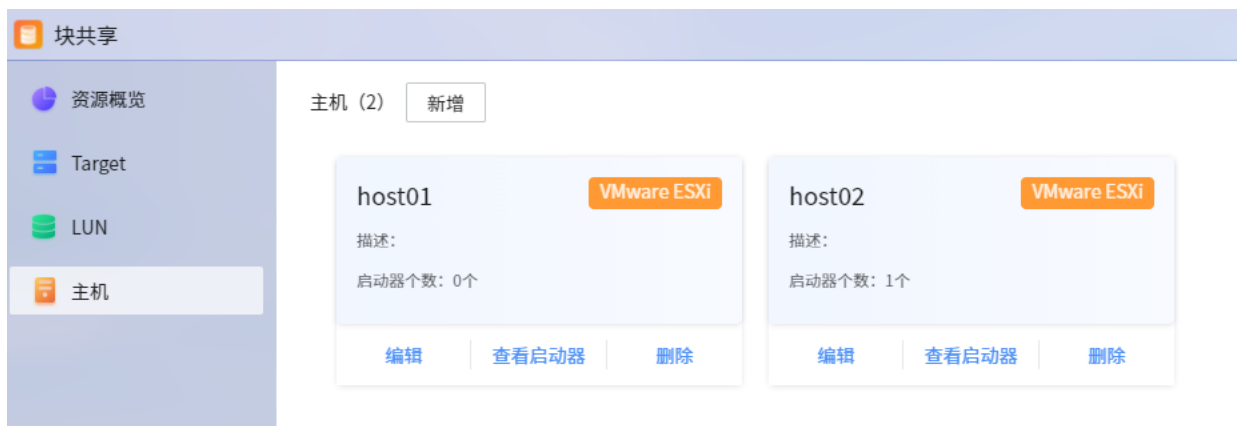 块共享
资源概览
Target
LUN
主机
主机（2） 新增
host01 VMware ESXi
描述：
启动器个数：0个
编辑 查看启动器 删除
host02 VMware ESXi
描述：
启动器个数：1个
编辑 查看启动器 删除